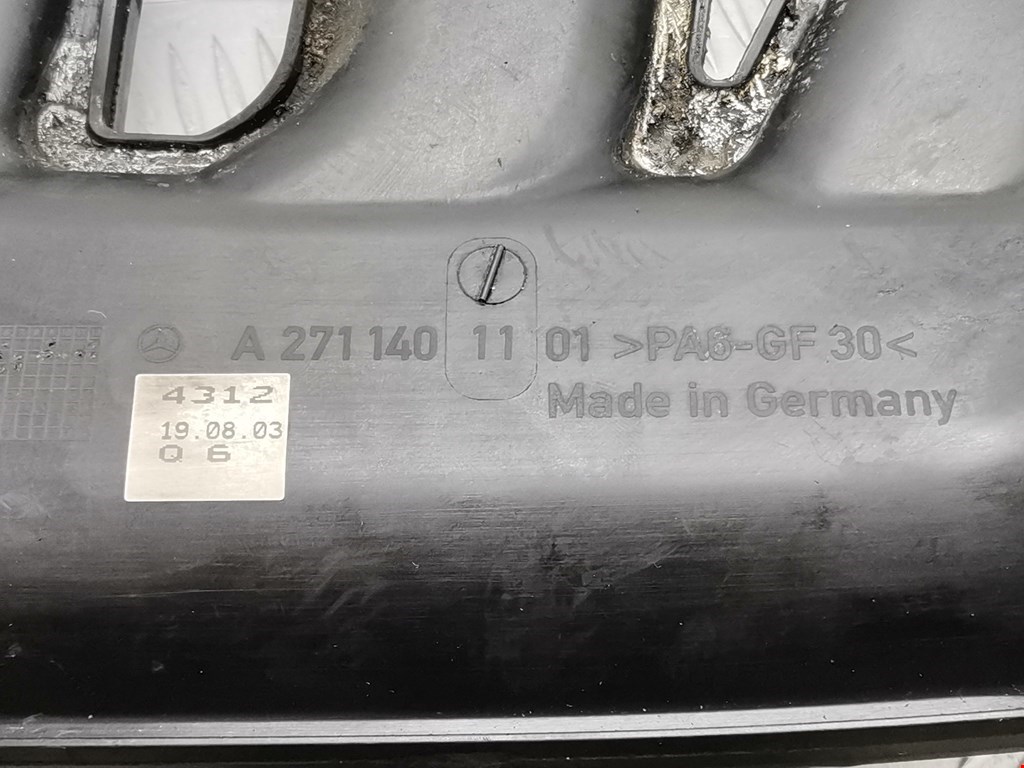 A 271 140 11 01 >PA6-GF 30<
Made in Germany
4312
19.08.03
Q 6